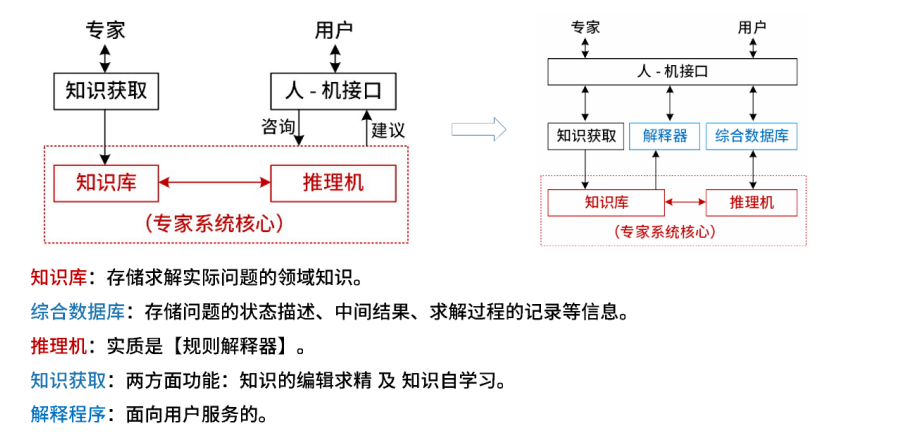 专家
用户
知识获取
人 - 机接口
咨询
建议
知识库
推理机
（专家系统核心）
专家
用户
人 - 机接口
知识获取
解释器
综合数据库
知识库
推理机
（专家系统核心）
知识库：存储求解实际问题的领域知识。
综合数据库：存储问题的状态描述、中间结果、求解过程的记录等信息。
推理机：实质是【规则解释器】。
知识获取：两方面功能：知识的编辑求精 及 知识自学习。
解释程序：面向用户服务的。